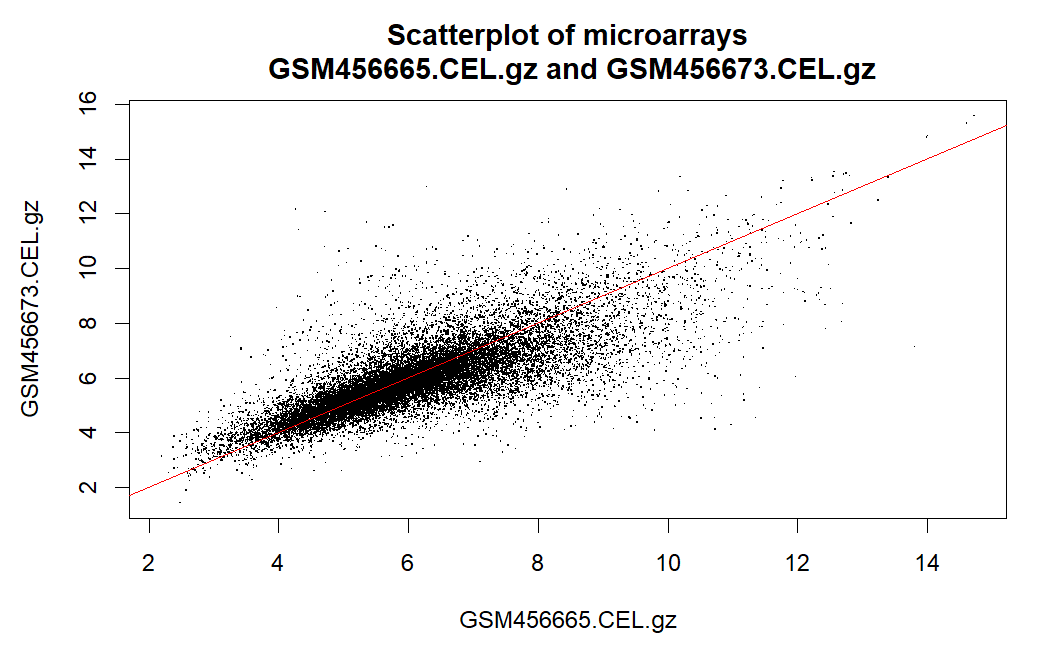 Scatterplot of microarrays
GSM456665.CEL.gz and GSM456673.CEL.gz
16
14
12
10
8
6
4
2
GSM456673.CEL.gz
2 4 6 8 10 12 14
GSM456665.CEL.gz